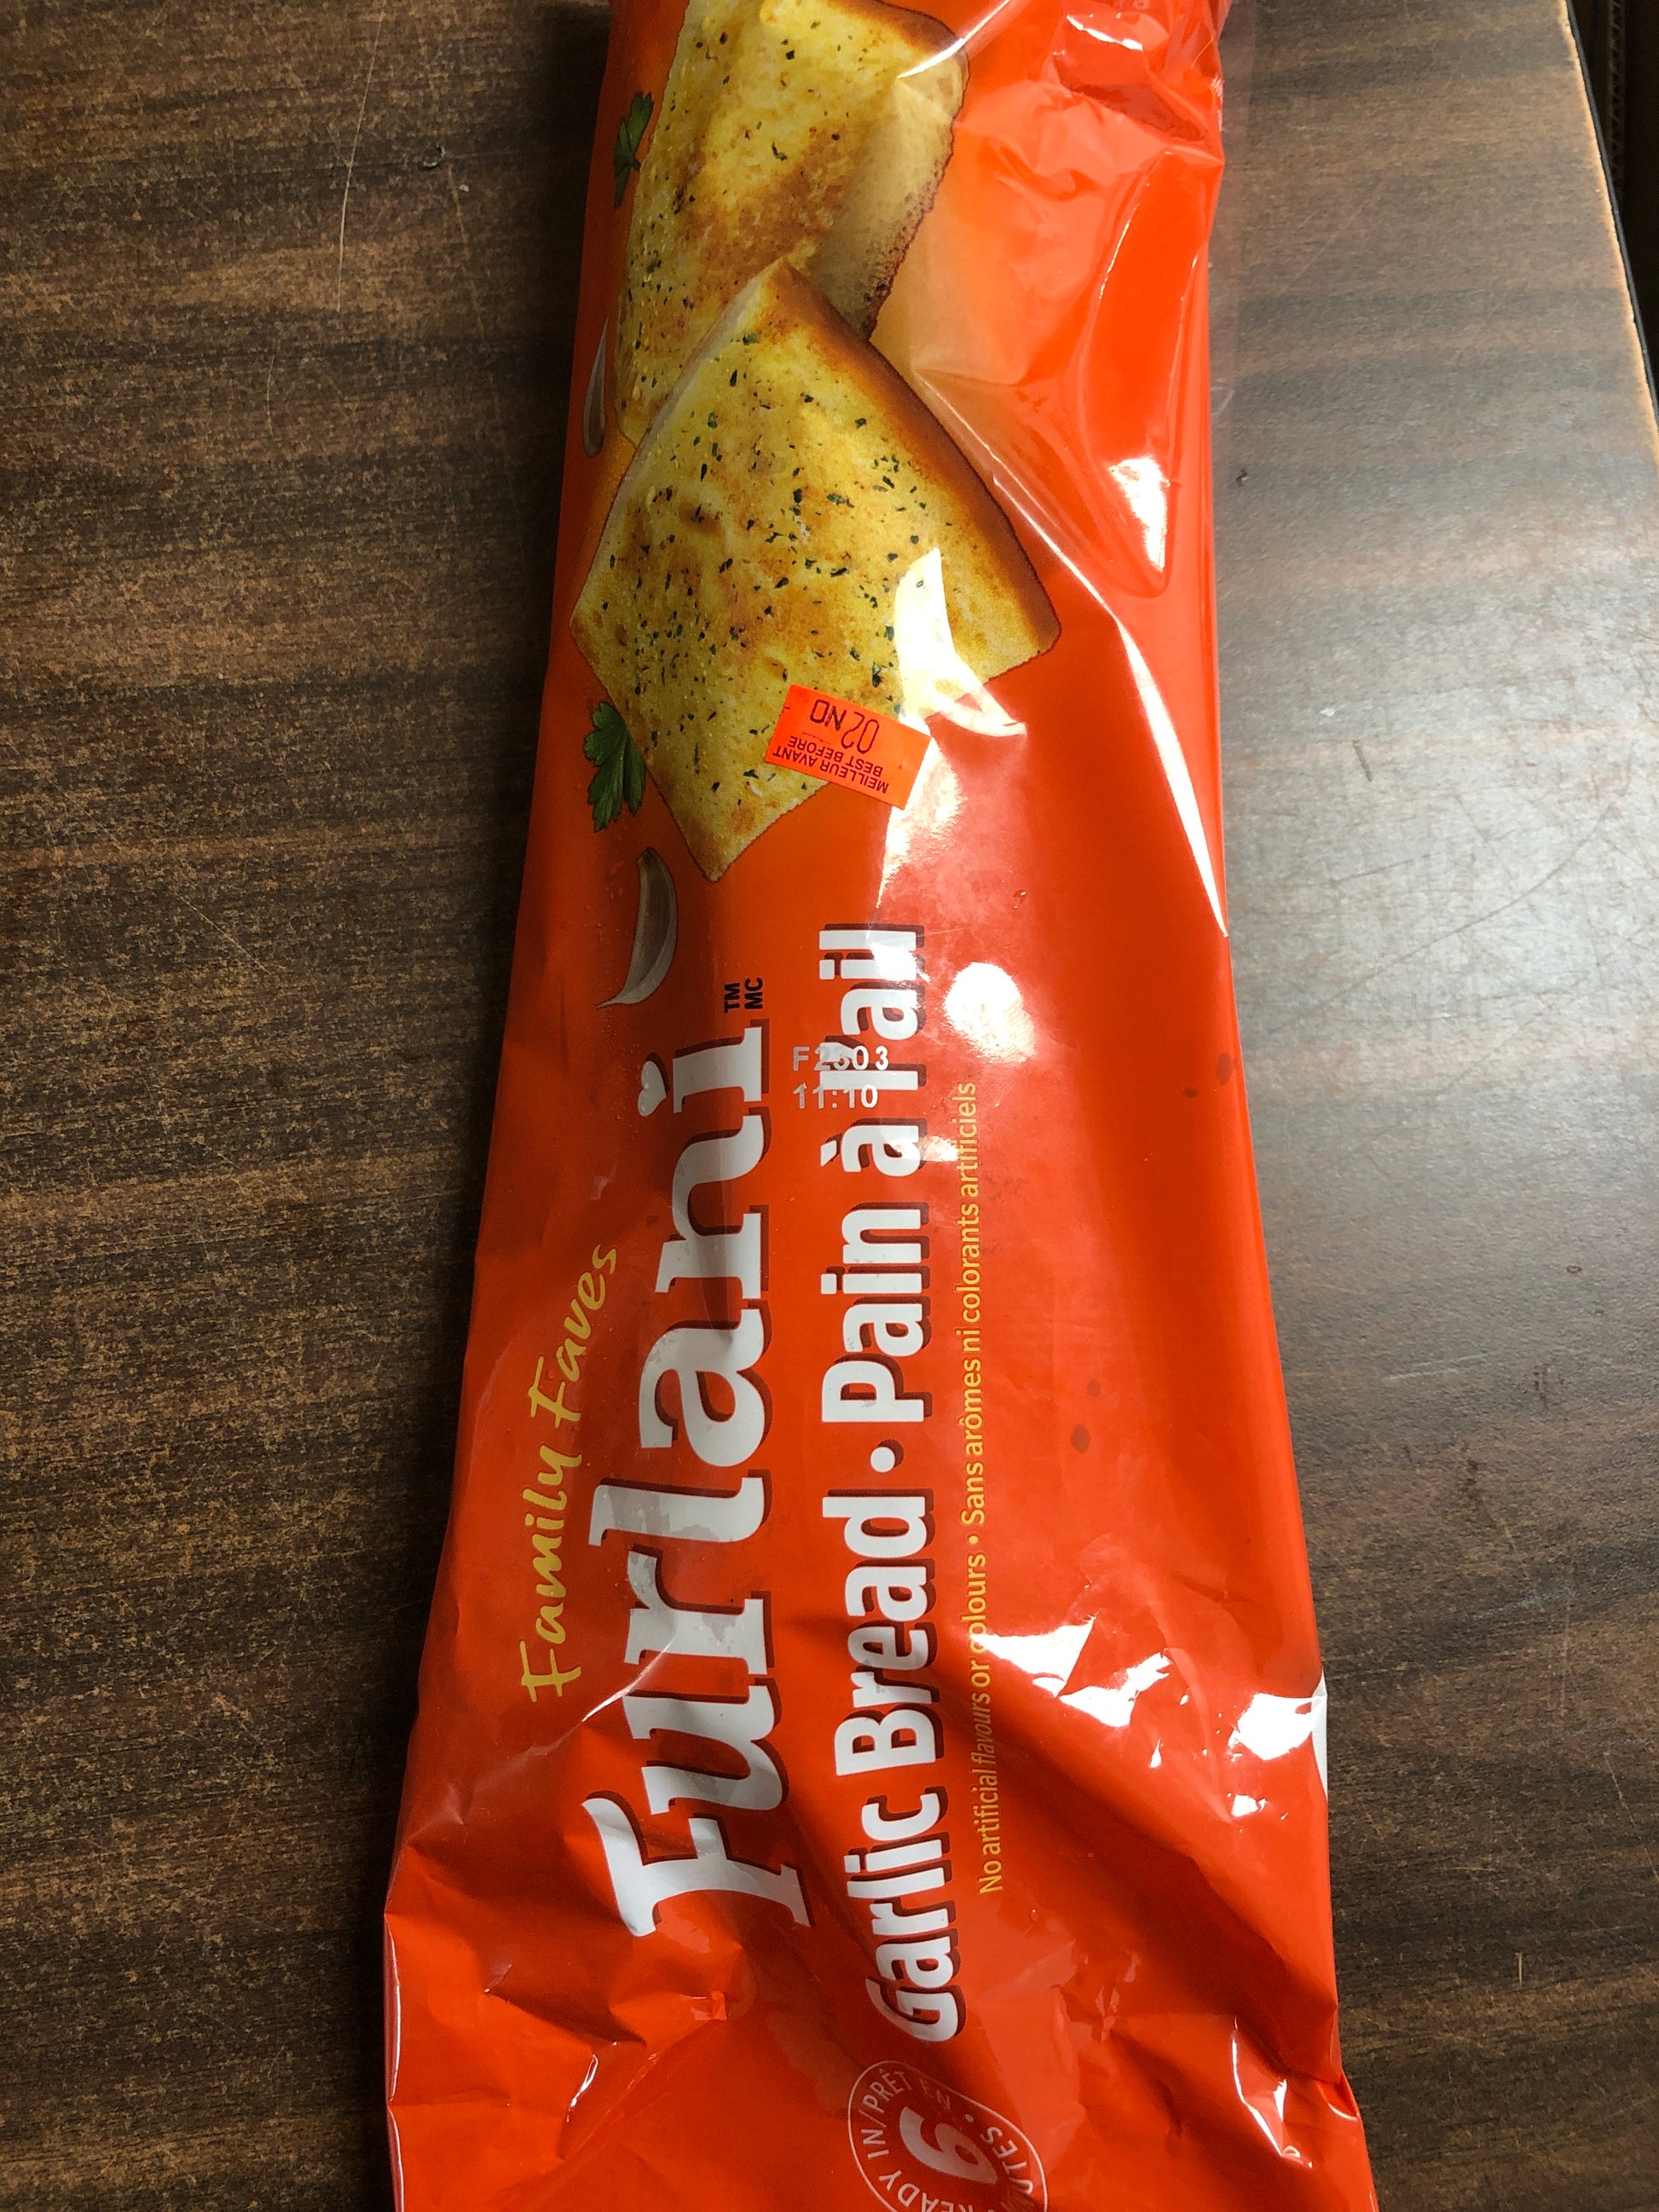 Family Faves
Furlani
TM
MC
Garlic Bread • Pain à l'ail
No artificial flavours or colours • Sans arômes ni colorants artificiels
READY IN/PRÊT EN
6
MEILLEUR AVANT
BEST BEFORE
02 NO
11:10